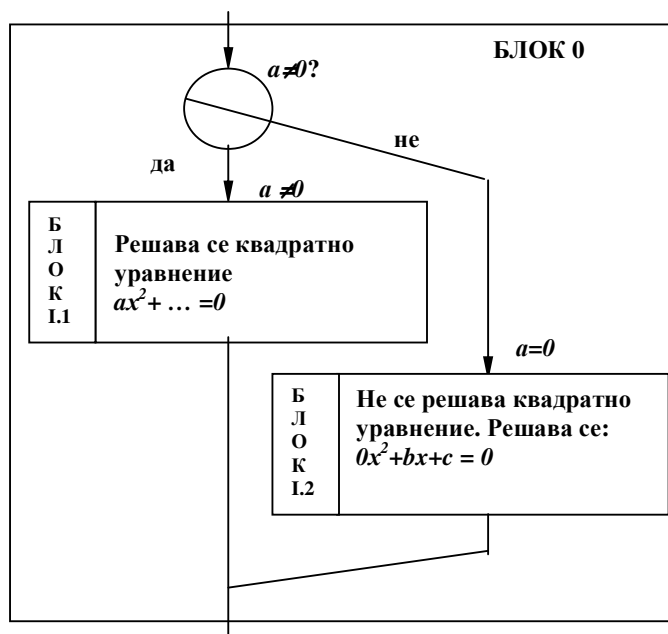 БЛОК 0
a≠0?
не
да
a ≠0
Б
Л
О
К
I.1
Решава се квадратно
уравнение
ax²+ … =0
a=0
Б
Л
О
К
I.2
Не се решава квадратно
уравнение. Решава се:
0x²+bx+c = 0